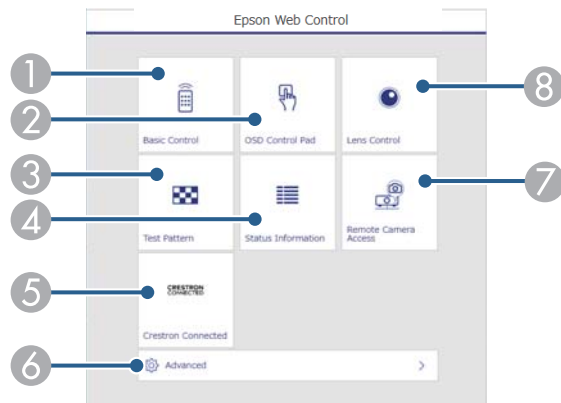 Epson Web Control
1
8
2
Basic Control
OSD Control Pad
Lens Control
3
7
4
Test Pattern
Status Information
Remote Camera
Access
5
CRESTRON
CONNECTED
Crestron Connected
6
Advanced